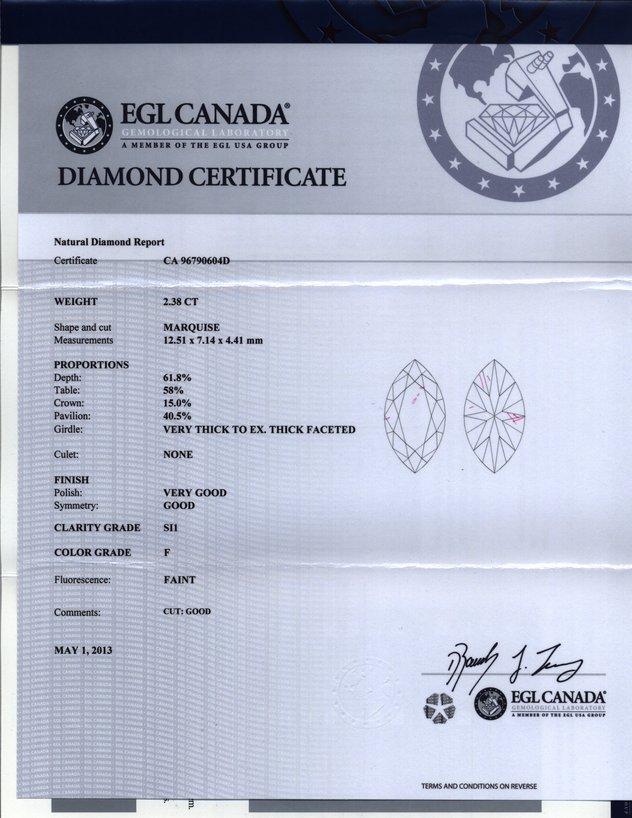 EGL CANADA®
GEMOLOGICAL LABORATORY
A MEMBER OF THE EGL USA GROUP
DIAMOND CERTIFICATE
Natural Diamond Report
Certificate CA 96790604D
WEIGHT 2.38 CT
Shape and cut MARQUISE
Measurements 12.51 x 7.14 x 4.41 mm
PROPORTIONS
Depth: 61.8%
Table: 58%
Crown: 15.0%
Pavilion: 40.5%
Girdle: VERY THICK TO EX. THICK FACETED
Culet: NONE
FINISH
Polish: VERY GOOD
Symmetry: GOOD
CLARITY GRADE SI1
COLOR GRADE F
Fluorescence: FAINT
Comments: CUT: GOOD
MAY 1, 2013
EGL CANADA®
GEMOLOGICAL LABORATORY
A MEMBER OF THE EGL USA GROUP
TERMS AND CONDITIONS ON REVERSE